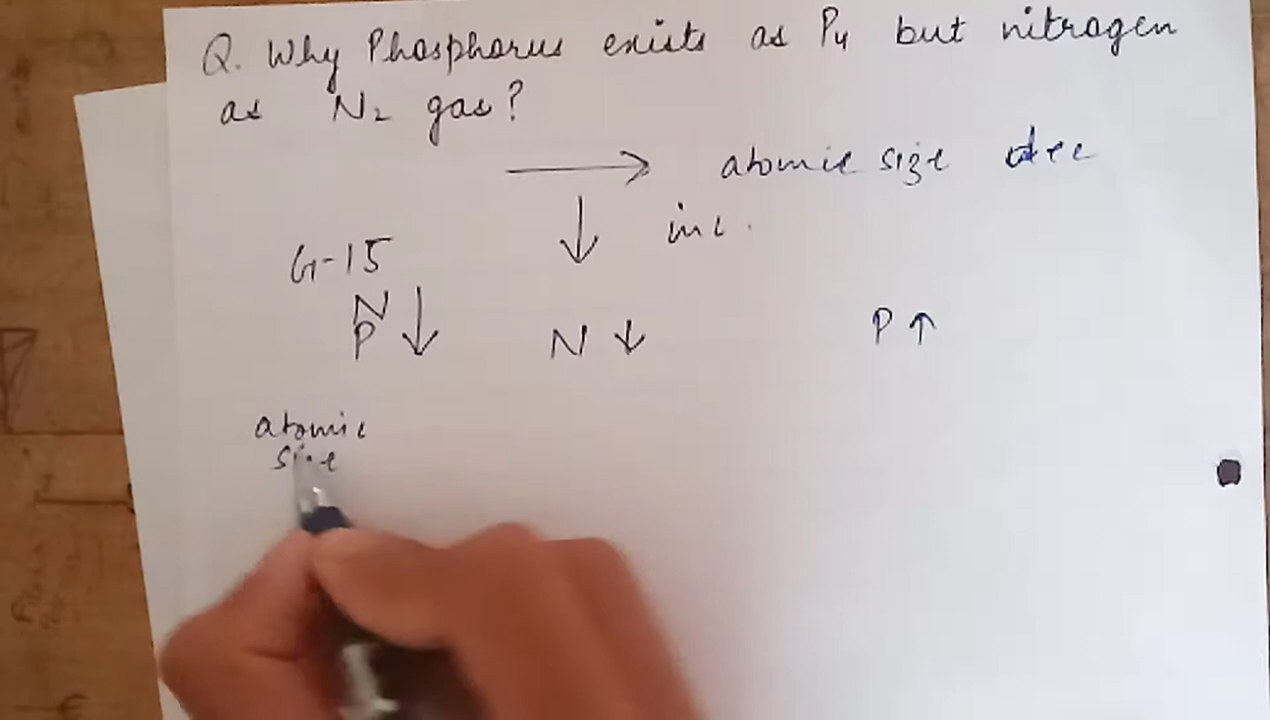 Q. Why Phosphorus exists as P4 but nitrogen
as N2 gas?
→ atomic size dec
↓ inc.
G-15
N
P ↓ N ↓ P ↑
atomic
size